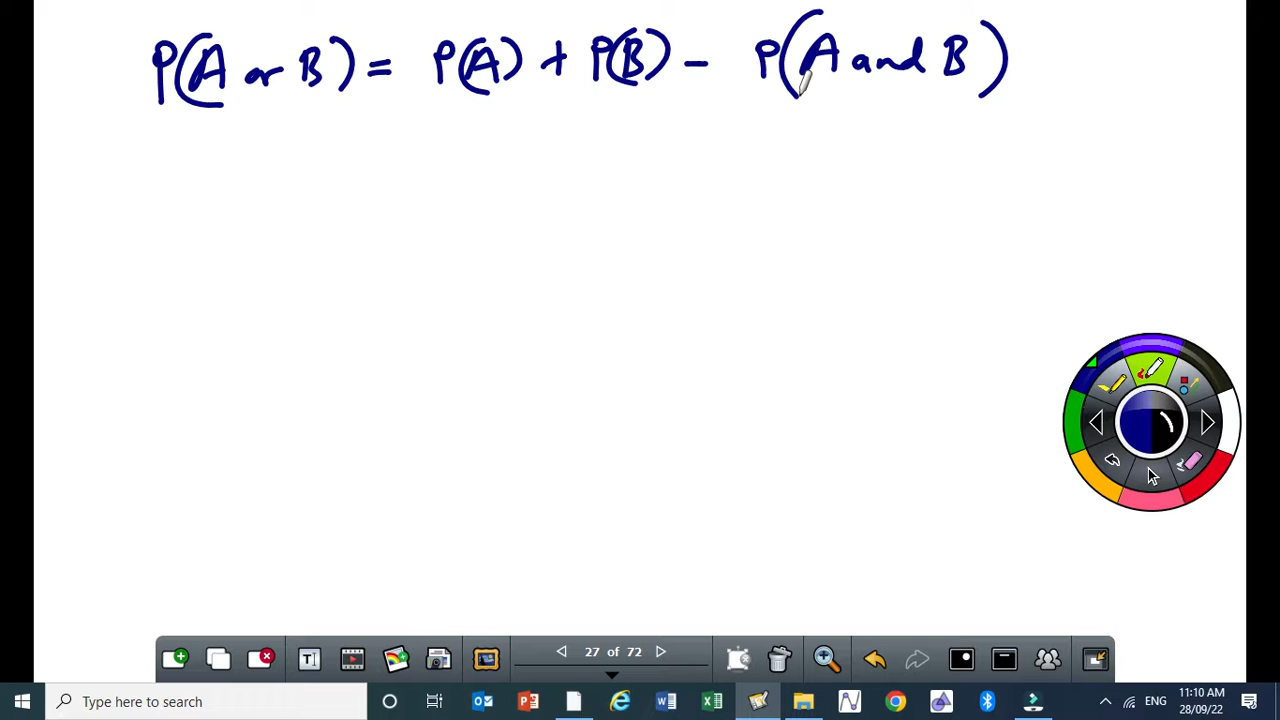 P(A or B) = P(A) + P(B) - P(A and B)
27 of 72
Type here to search
ENG
11:10 AM
28/09/22